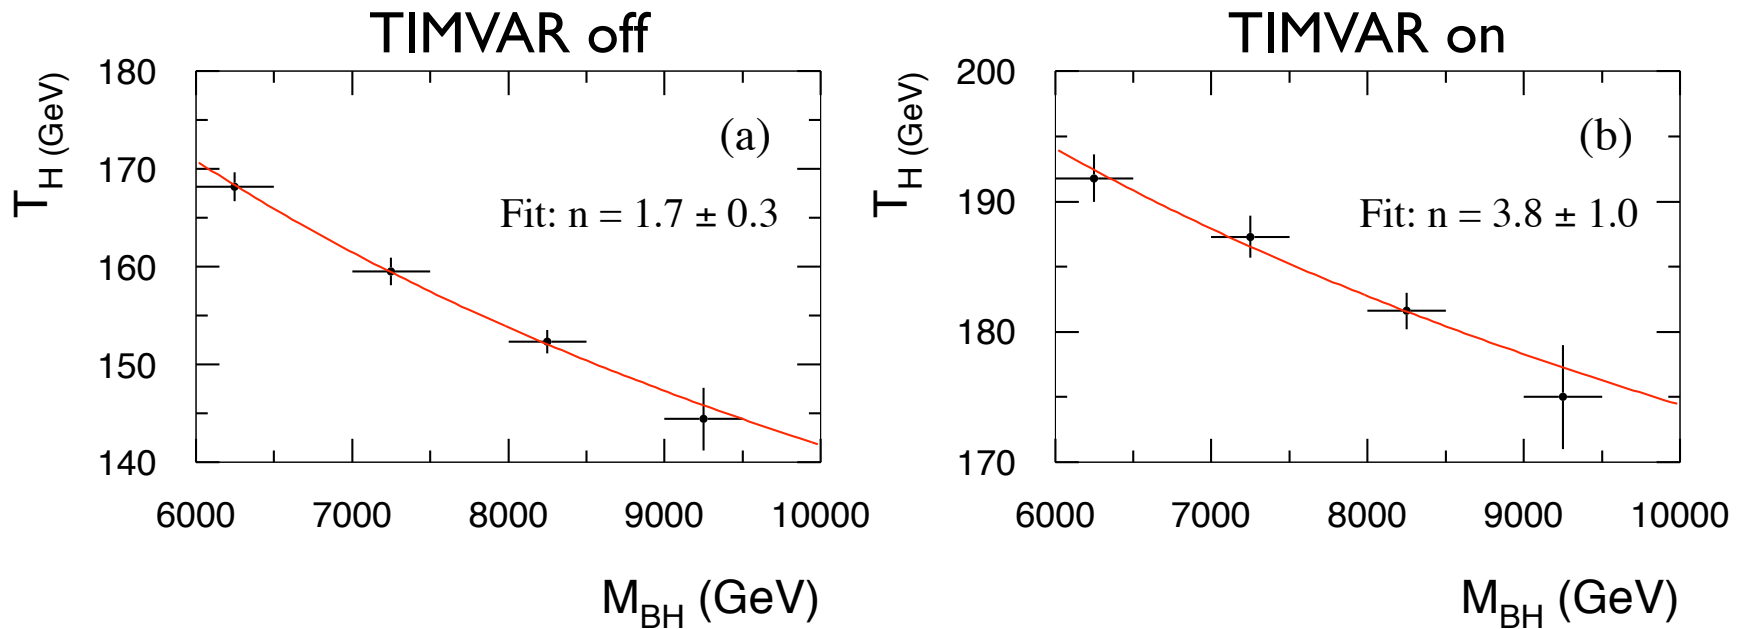 TIMVAR off
T_H (GeV)
180
170
160
150
140
(a)
Fit: n = 1.7 ± 0.3
6000 7000 8000 9000 10000
M_BH (GeV)
TIMVAR on
T_H (GeV)
200
190
180
170
(b)
Fit: n = 3.8 ± 1.0
6000 7000 8000 9000 10000
M_BH (GeV)